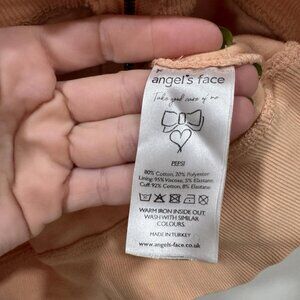 angel's face
Take good care of me
PEPSI
80% Cotton, 20% Polyester
Lining: 95% Viscose, 5% Elastane.
Cuff: 92% Cotton, 8% Elastane.
WARM IRON INSIDE OUT
WASH WITH SIMILAR
COLOURS.
MADE IN TURKEY
www.angels-face.co.uk